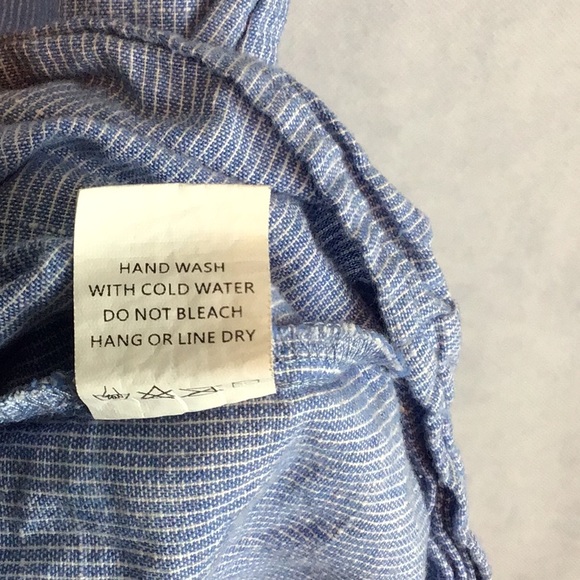 HAND WASH
WITH COLD WATER
DO NOT BLEACH
HANG OR LINE DRY